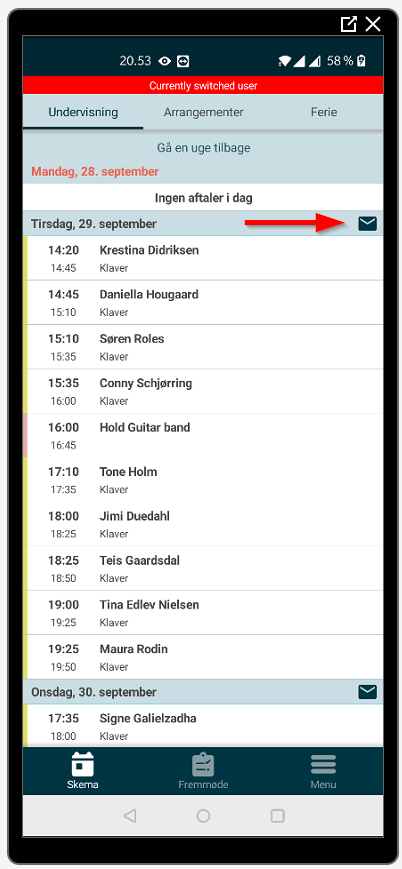 20.53
58 %
Currently switched user
Undervisning Arrangementer Ferie
Gå en uge tilbage
Mandag, 28. september
Ingen aftaler i dag
Tirsdag, 29. september
14:20 Krestina Didriksen
14:45 Klaver
14:45 Daniella Hougaard
15:10 Klaver
15:10 Søren Roles
15:35 Klaver
15:35 Conny Schjørring
16:00 Klaver
16:00 Hold Guitar band
16:45
17:10 Tone Holm
17:35 Klaver
18:00 Jimi Duedahl
18:25 Klaver
18:25 Teis Gaardsdal
18:50 Klaver
19:00 Tina Edlev Nielsen
19:25 Klaver
19:25 Maura Rodin
19:50 Klaver
Onsdag, 30. september
17:35 Signe Galielzadha
18:00 Klaver
Skema Fremmøde Menu